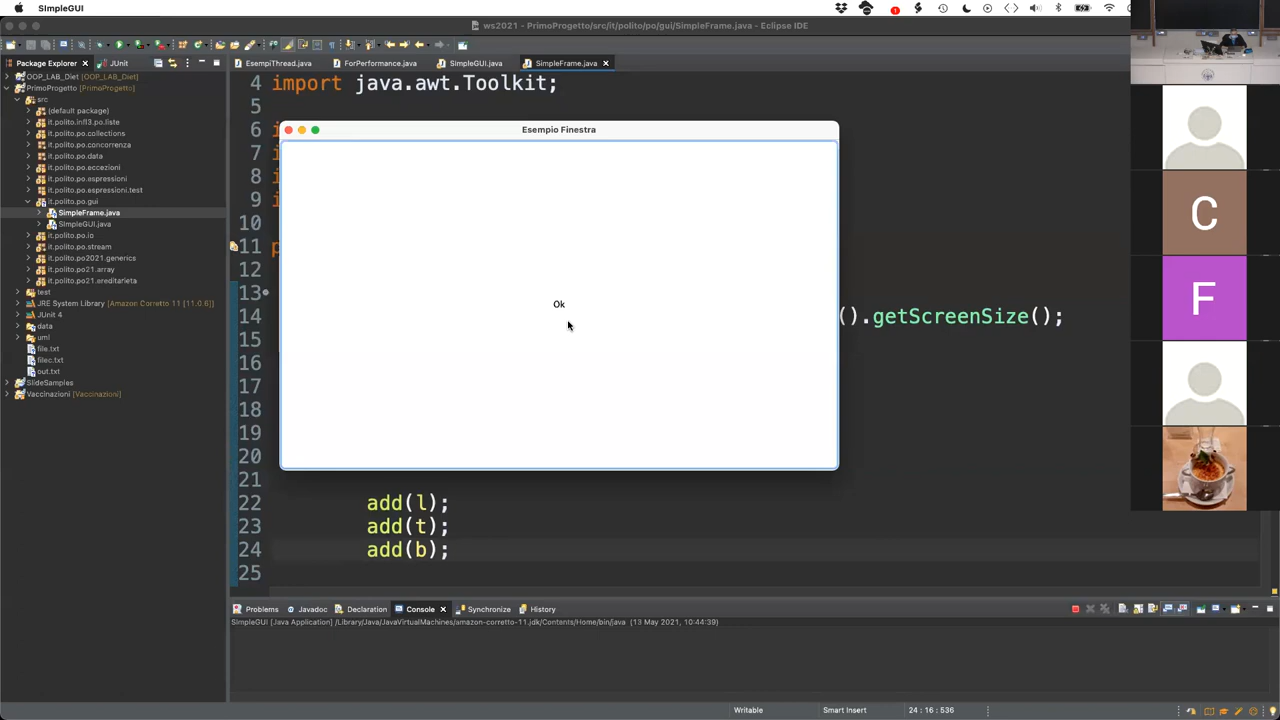 SImpleGUI
ws2021 - PrimoProgetto/src/it/polito/po/gui/SimpleFrame.java - Eclipse IDE
Package Explorer
JUnit
EsempiThread.java
ForPerformance.java
SImpleGUI.java
SimpleFrame.java
OOP_LAB_Diet [OOP_LAB_Diet]
PrimoProgetto [PrimoProgetto]
src
(default package)
it.polito.inf13.po.liste
it.polito.po.collections
it.polito.po.concorrenza
it.polito.po.data
it.polito.po.eccezioni
it.polito.po.espressioni
it.polito.po.espressioni.test
it.polito.po.gui
SimpleFrame.java
SImpleGUI.java
it.polito.po.io
it.polito.po.stream
it.polito.po2021.generics
it.polito.po21.array
it.polito.po21.ereditarieta
test
JRE System Library [Amazon Corretto 11 [11.0.6]]
JUnit 4
data
uml
file.txt
filec.txt
out.txt
SlideSamples
Vaccinazioni [Vaccinazioni]
4 import java.awt.Toolkit;
5
6
7
8
9
10
11
12
13
14 ().getScreenSize();
15
16
17
18
19
20
21
22 add(l);
23 add(t);
24 add(b);
25
Esempio Finestra
Ok
C
F
Problems
Javadoc
Declaration
Console
Synchronize
History
SImpleGUI [Java Application] /Library/Java/JavaVirtualMachines/amazon-corretto-11.jdk/Contents/Home/bin/java (13 May 2021, 10:44:39)
Writable
Smart Insert
24 : 16 : 536